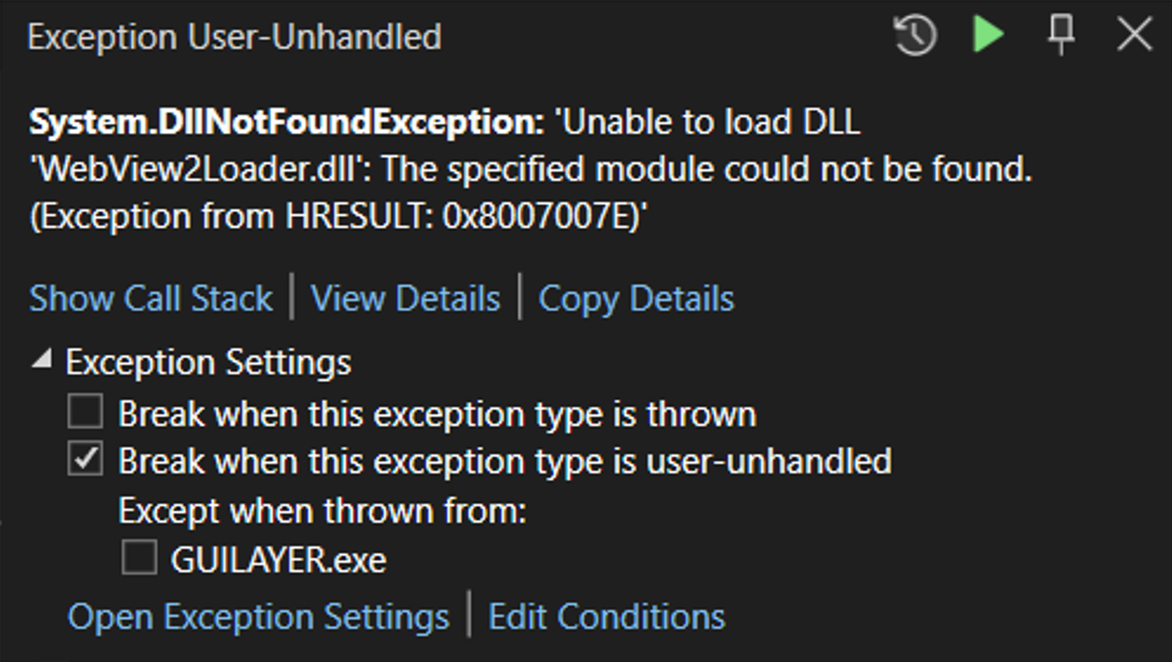 Exception User-Unhandled
System.DllNotFoundException: 'Unable to load DLL
'WebView2Loader.dll': The specified module could not be found.
(Exception from HRESULT: 0x8007007E)'
Show Call Stack | View Details | Copy Details
Exception Settings
Break when this exception type is thrown
Break when this exception type is user-unhandled
Except when thrown from:
GUILAYER.exe
Open Exception Settings | Edit Conditions